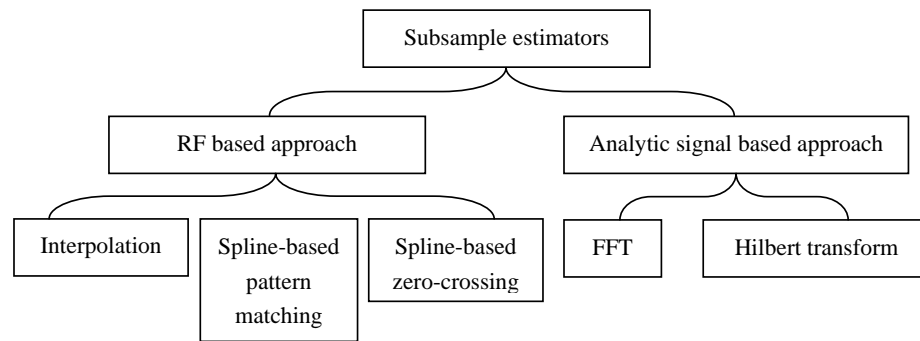 Subsample estimators
RF based approach
Analytic signal based approach
Interpolation
Spline-based
pattern
matching
Spline-based
zero-crossing
FFT
Hilbert transform